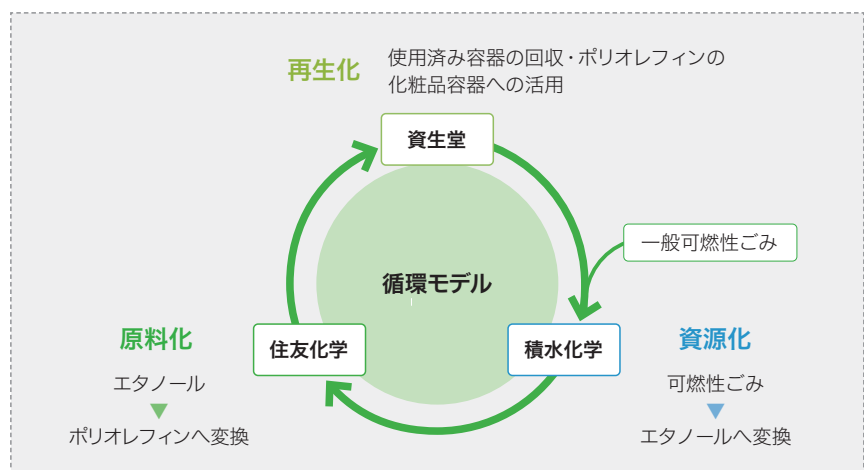 再生化
使用済み容器の回収・ポリオレフィンの
化粧品容器への活用
資生堂
一般可燃性ごみ
循環モデル
原料化
住友化学
積水化学
資源化
エタノール
ポリオレフィンへ変換
可燃性ごみ
エタノールへ変換